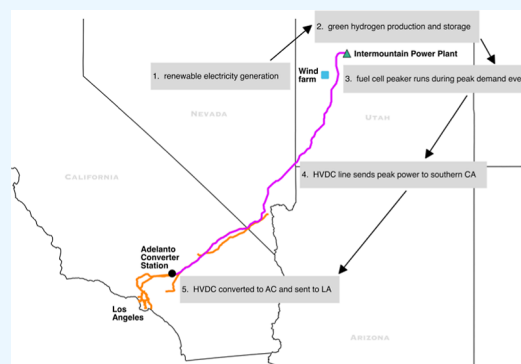 2. green hydrogen production and storage
Intermountain Power Plant
1. renewable electricity generation
Wind
farm
3. fuel cell peaker runs during peak demand eve
NEVADA
UTAH
CALIFORNIA
4. HVDC line sends peak power to southern CA
Adelanto
Converter
Station
5. HVDC converted to AC and sent to LA
Los
Angeles
ARIZONA